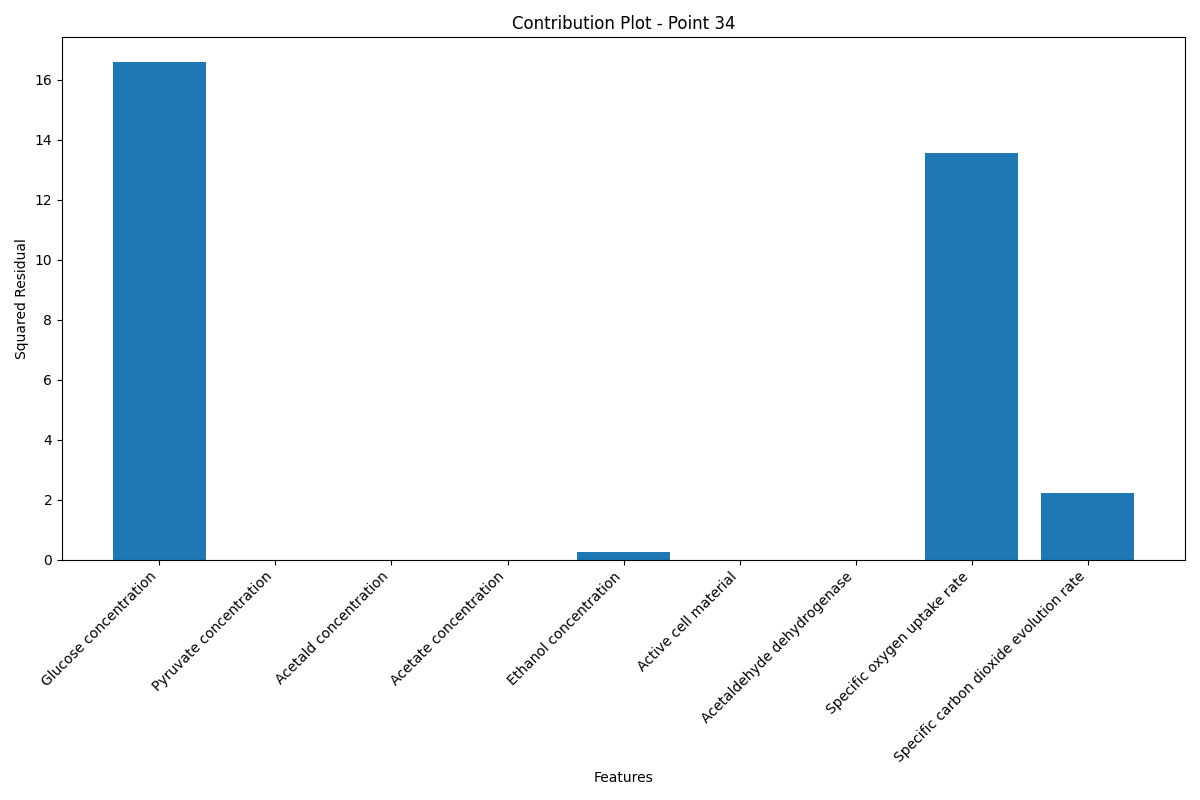 Contribution Plot - Point 34
Squared Residual
16
14
12
10
8
6
4
2
0
Glucose concentration
Pyruvate concentration
Acetald concentration
Acetate concentration
Ethanol concentration
Active cell material
Acetaldehyde dehydrogenase
Specific oxygen uptake rate
Specific carbon dioxide evolution rate
Features